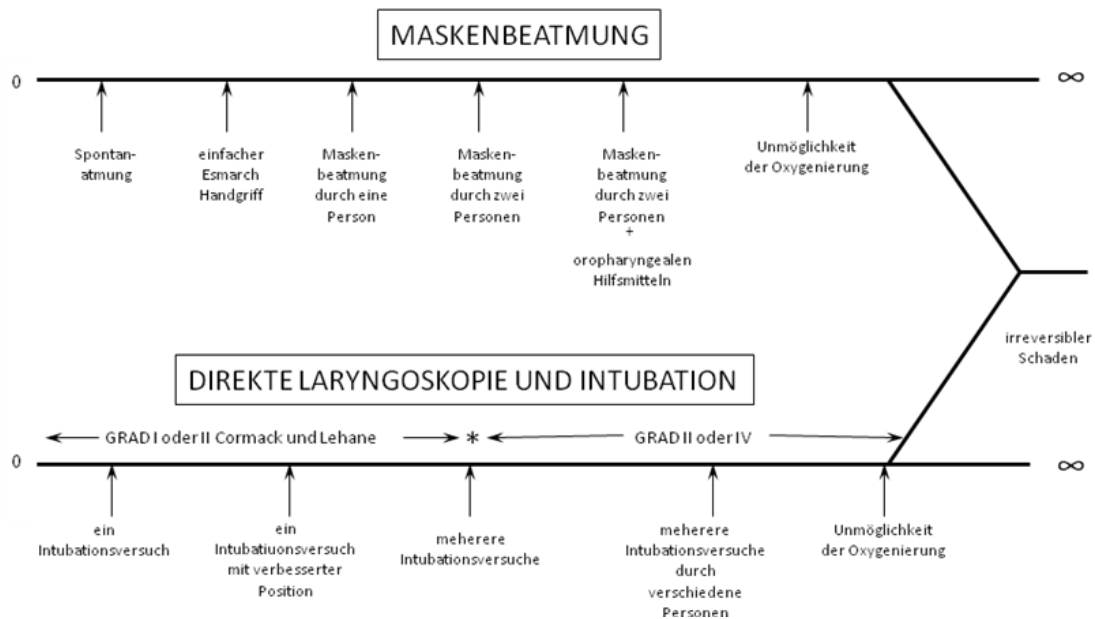 MASKENBEATMUNG
0
∞
Spontan-
atmung
einfacher
Esmarch
Handgriff
Masken-
beatmung
durch eine
Person
Masken-
beatmung
durch zwei
Personen
Masken-
beatmung
durch zwei
Personen
+
oropharyngealen
Hilfsmitteln
Unmöglichkeit
der Oxygenierung
irreversibler
Schaden
DIREKTE LARYNGOSKOPIE UND INTUBATION
GRAD I oder II Cormack und Lehane
*
GRAD II oder IV
0
∞
ein
Intubationsversuch
ein
Intubatiuonsversuch
mit verbesserter
Position
meherere
Intubationsversuche
meherere
Intubationsversuche
durch
verschiedene
Personen
Unmöglichkeit
der Oxygenierung